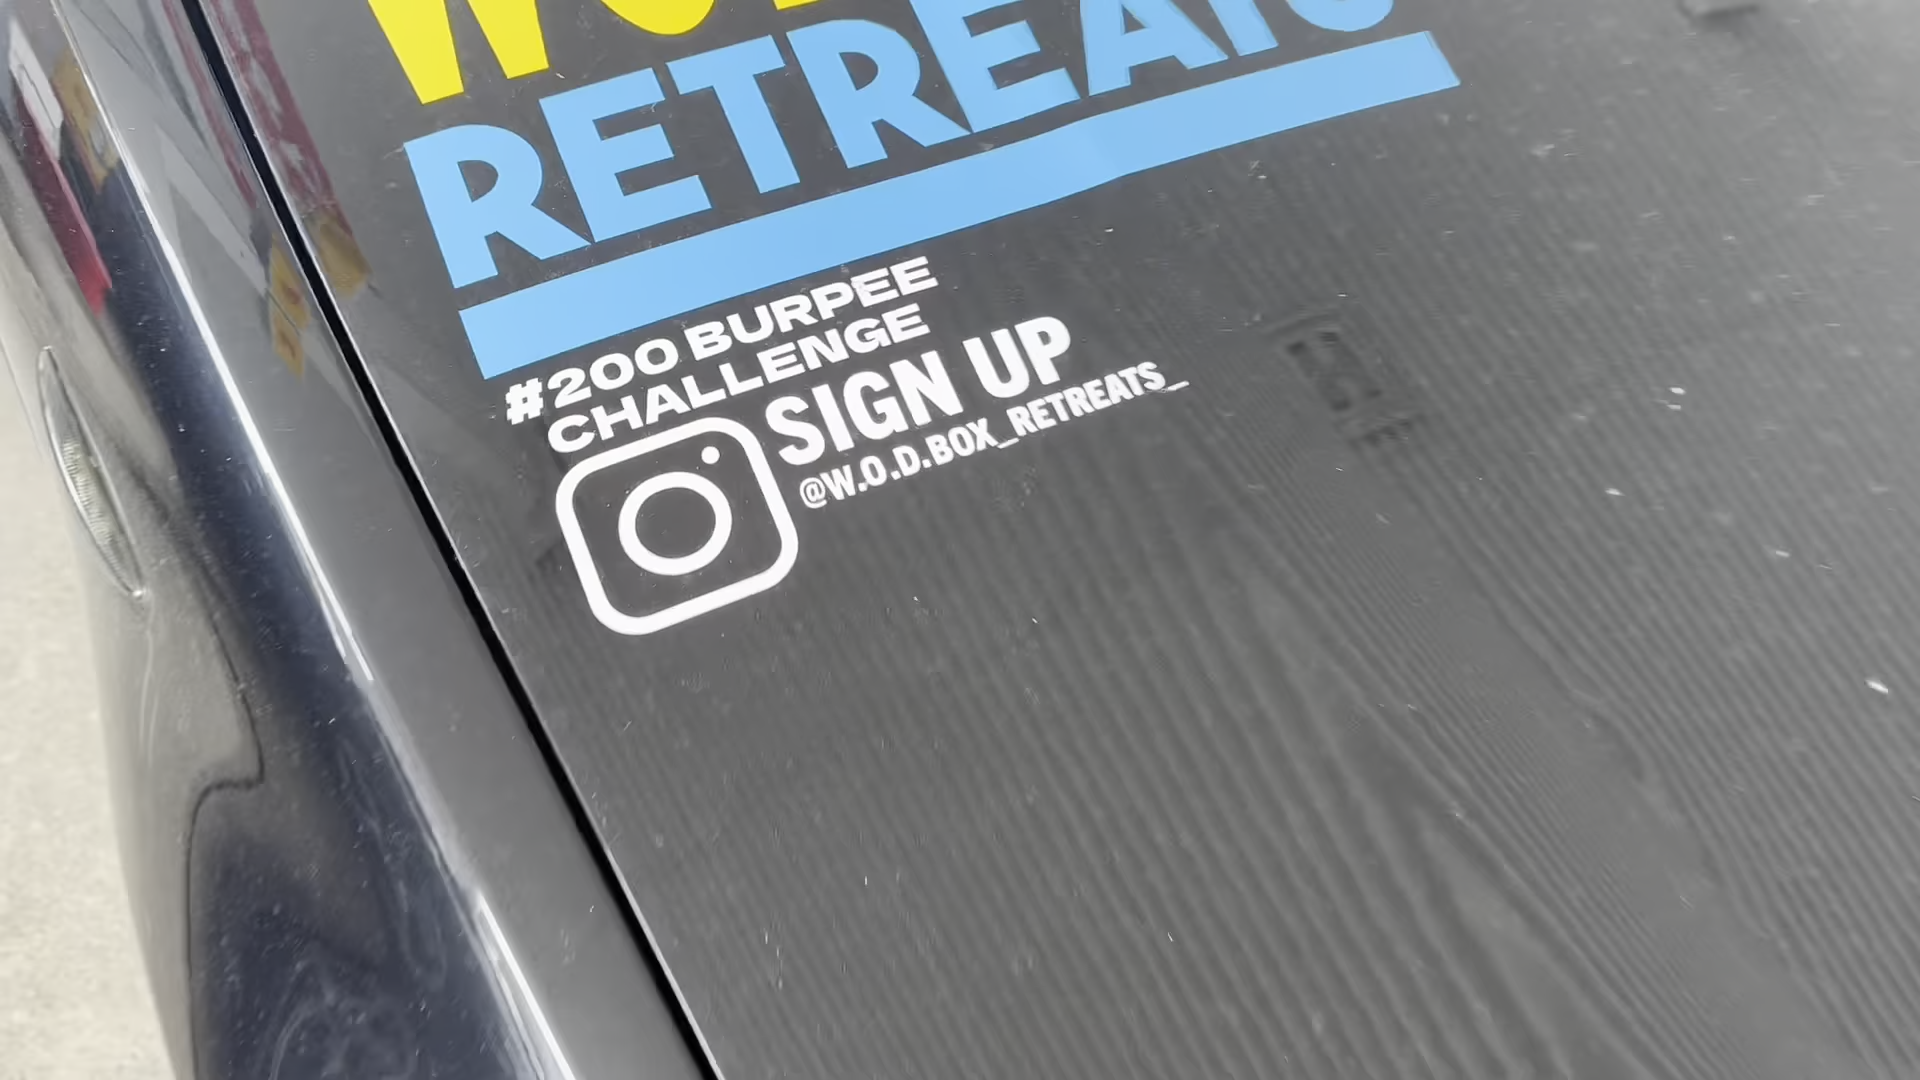 RETREATS
#200 BURPEE
CHALLENGE
SIGN UP
@W.O.D.BOX_RETREATS_